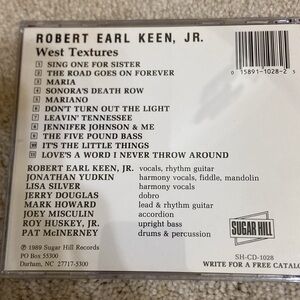 ROBERT EARL KEEN, JR.
West Textures
1 SING ONE FOR SISTER
2 THE ROAD GOES ON FOREVER
3 MARIA
4 SONORA'S DEATH ROW
5 MARIANO
6 DON'T TURN OUT THE LIGHT
7 LEAVIN' TENNESSEE
8 JENNIFER JOHNSON & ME
9 THE FIVE POUND BASS
10 IT'S THE LITTLE THINGS
11 LOVE'S A WORD I NEVER THROW AROUND
0 15891-1028-2
ROBERT EARL KEEN, JR. vocals, rhythm guitar
JONATHAN YUDKIN harmony vocals, fiddle, mandolin
LISA SILVER harmony vocals
JERRY DOUGLAS dobro
MARK HOWARD lead & rhythm guitar
JOEY MISCULIN accordion
ROY HUSKEY, JR. upright bass
PAT McINERNEY drums & percussion
℗ 1989 Sugar Hill Records
PO Box 55300
Durham, NC 27717-5300
SUGAR HILL
SH-CD-1028
WRITE FOR A FREE CATALO